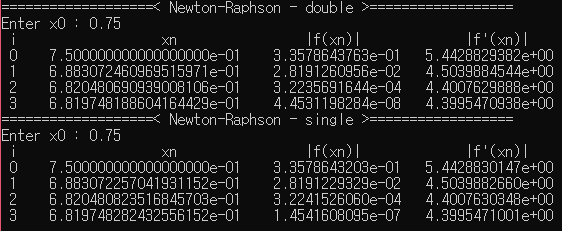 ===================< Newton-Raphson - double >==================
Enter x0 : 0.75
i xn |f(xn)| |f'(xn)|
0 7.500000000000000000e-01 3.3578643763e-01 5.4428829382e+00
1 6.883072460969515971e-01 2.8191260956e-02 4.5039884544e+00
2 6.820480690939008106e-01 3.2235691644e-04 4.4007629888e+00
3 6.819748188604164429e-01 4.4531198284e-08 4.3995470938e+00
===================< Newton-Raphson - single >==================
Enter x0 : 0.75
i xn |f(xn)| |f'(xn)|
0 7.500000000000000000e-01 3.3578643203e-01 5.4428830147e+00
1 6.883072257041931152e-01 2.8191229329e-02 4.5039882660e+00
2 6.820480823516845703e-01 3.2241526060e-04 4.4007630348e+00
3 6.819748282432556152e-01 1.4541608095e-07 4.3995471001e+00